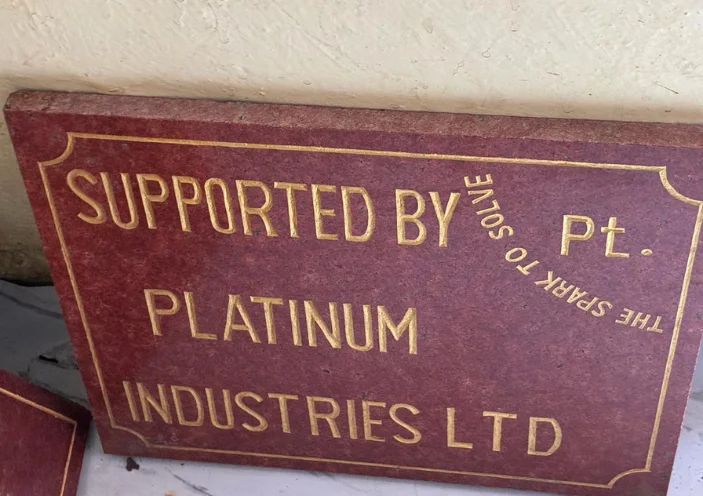 SUPPORTED BY
Pt.
THE SPARK TO SOLVE
PLATINUM
INDUSTRIES LTD